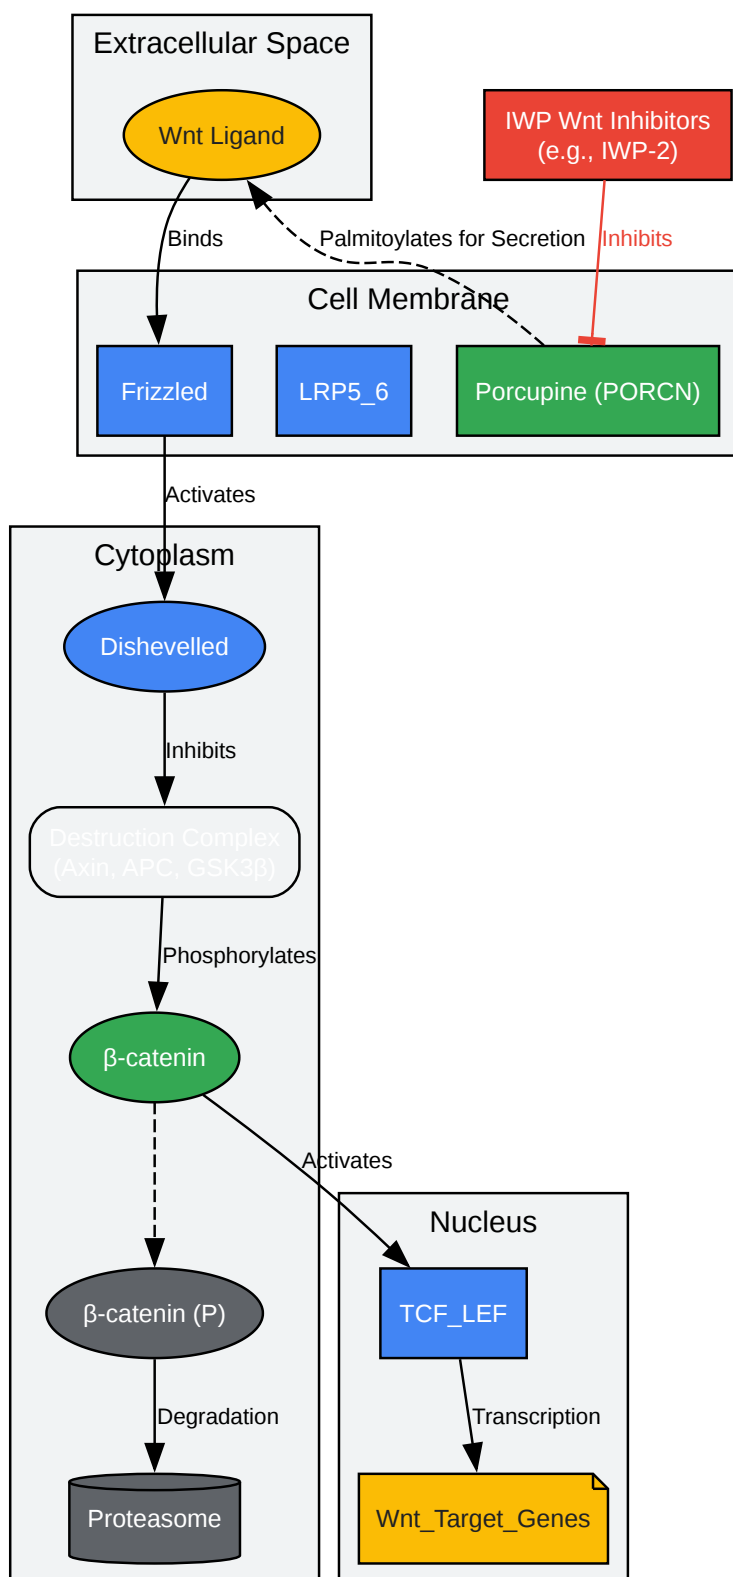 Extracellular Space
Wnt Ligand
IWP Wnt Inhibitors
(e.g., IWP-2)
Binds
Palmitoylates for Secretion
Inhibits
Cell Membrane
Frizzled
LRP5_6
Porcupine (PORCN)
Activates
Cytoplasm
Dishevelled
Inhibits
Destruction Complex
(Axin, APC, GSK3β)
Phosphorylates
β-catenin
Activates
Nucleus
β-catenin (P)
TCF_LEF
Degradation
Transcription
Proteasome
Wnt_Target_Genes